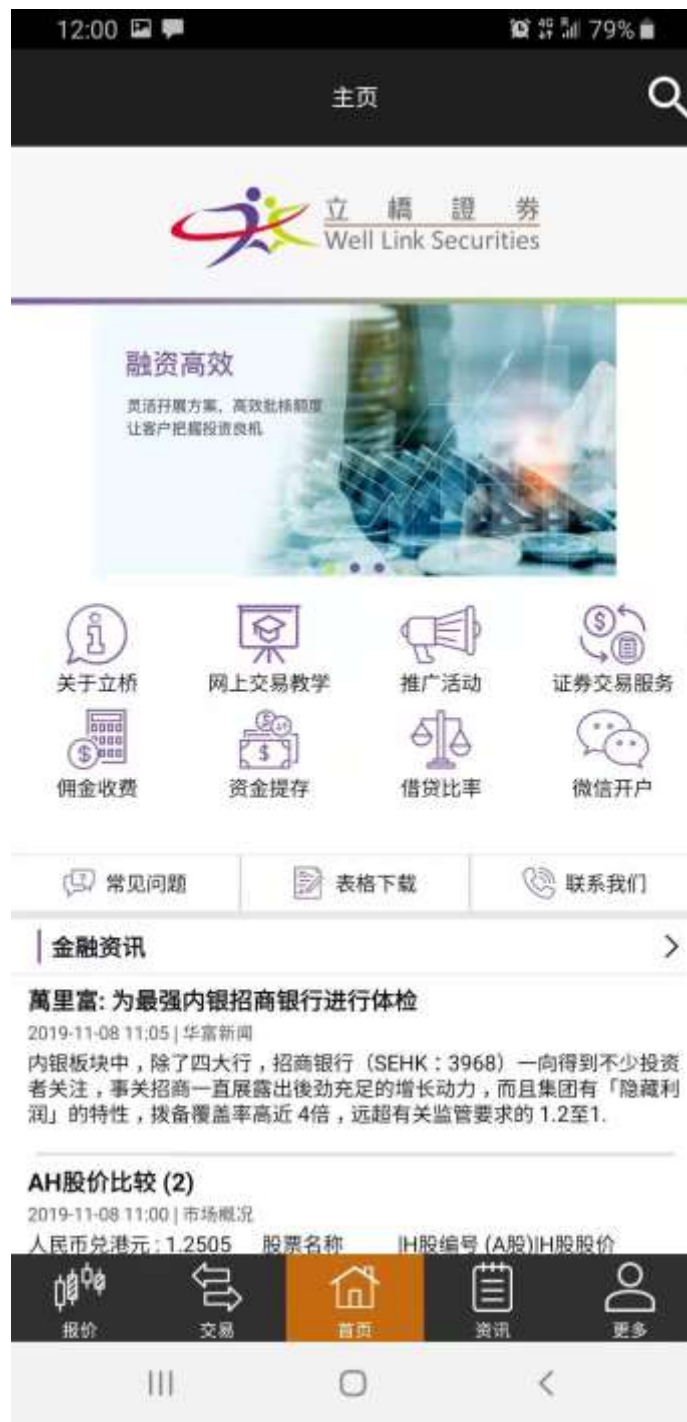 12:00 79%
主页
立橋證券
Well Link Securities
融资高效
灵活孖展方案，高效批核额度
让客户把握投资良机
关于立桥 网上交易教学 推广活动 证券交易服务
佣金收费 资金提存 借贷比率 微信开户
常见问题 表格下载 联系我们
金融资讯
萬里富: 为最强内银招商银行进行体检
2019-11-08 11:05 | 华富新闻
内银板块中，除了四大行，招商银行（SEHK：3968）一向得到不少投资
者关注，事关招商一直展露出後劲充足的增长动力，而且集团有「隐藏利
润」的特性，拨备覆盖率高近 4倍，远超有关监管要求的 1.2至1.
AH股价比较 (2)
2019-11-08 11:00 | 市场概况
人民币兑港元 : 1.2505 股票名称 |H股编号 (A股)|H股股价
报价 交易 首页 资讯 更多